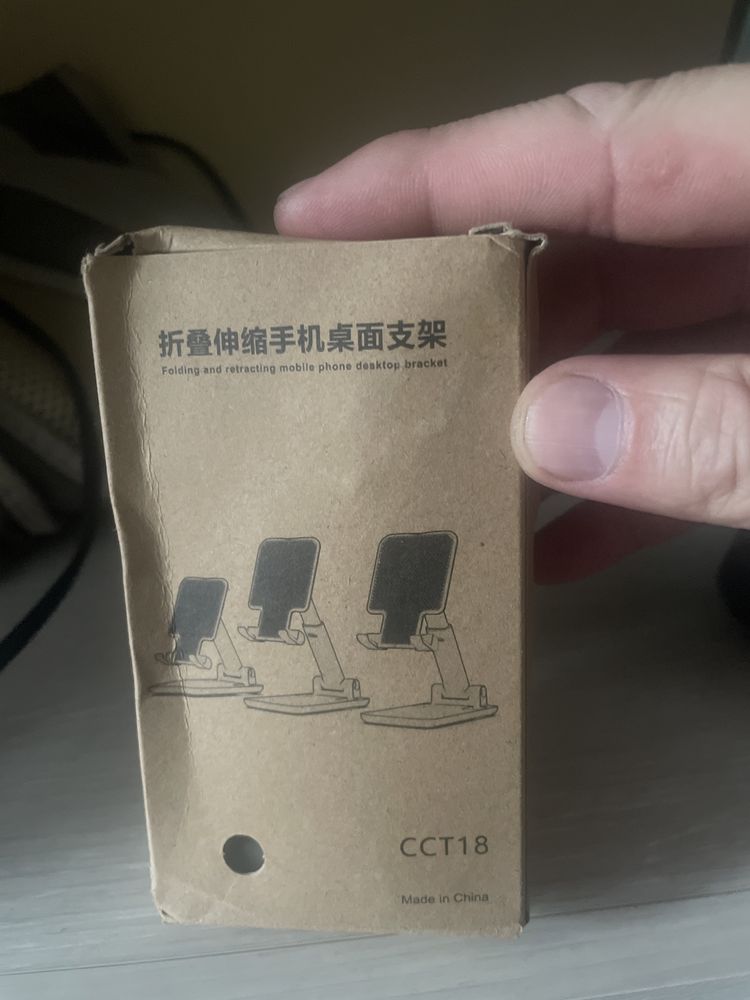 折叠伸缩手机桌面支架
Folding and retracting mobile phone desktop bracket
CCT18
Made in China